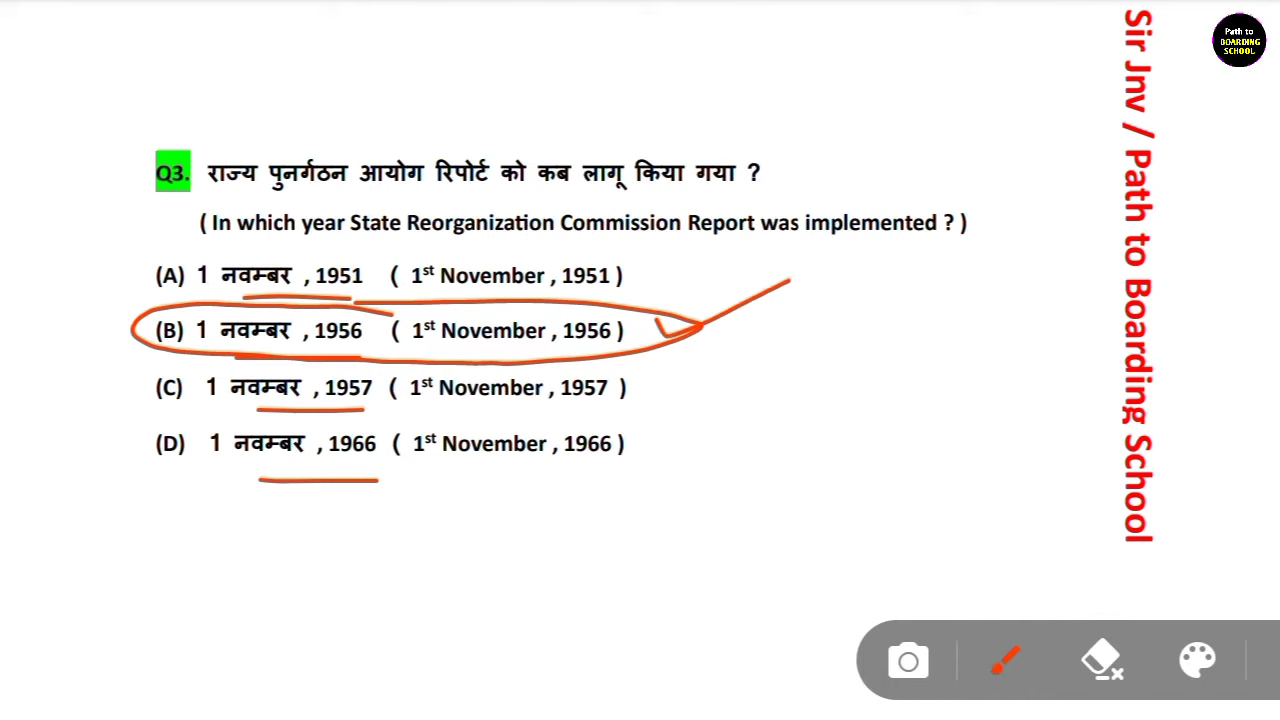 Path to
BOARDING
SCHOOL
Sir Jnv / Path to Boarding School
Q3. राज्य पुनर्गठन आयोग रिपोर्ट को कब लागू किया गया ?
( In which year State Reorganization Commission Report was implemented ? )
(A) 1 नवम्बर , 1951 ( 1st November , 1951 )
(B) 1 नवम्बर , 1956 ( 1st November , 1956 )
(C) 1 नवम्बर , 1957 ( 1st November , 1957 )
(D) 1 नवम्बर , 1966 ( 1st November , 1966 )